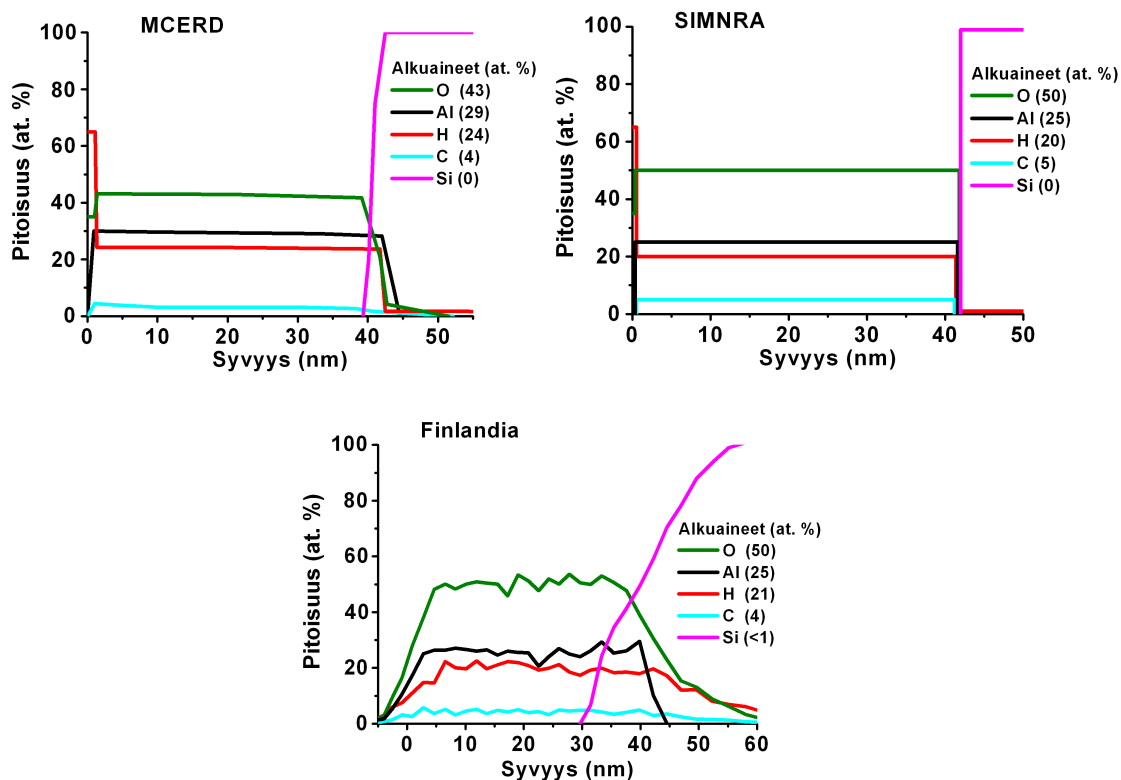 MCERD
Pitoisuus (at. %)
100
80
60
40
20
0
Alkuaineet (at. %)
O (43)
Al (29)
H (24)
C (4)
Si (0)
0 10 20 30 40 50
Syvyys (nm)
SIMNRA
Pitoisuus (at. %)
100
80
60
40
20
0
Alkuaineet (at. %)
O (50)
Al (25)
H (20)
C (5)
Si (0)
0 10 20 30 40 50
Syvyys (nm)
Finlandia
Pitoisuus (at. %)
100
80
60
40
20
0
Alkuaineet (at. %)
O (50)
Al (25)
H (21)
C (4)
Si (<1)
0 10 20 30 40 50 60
Syvyys (nm)